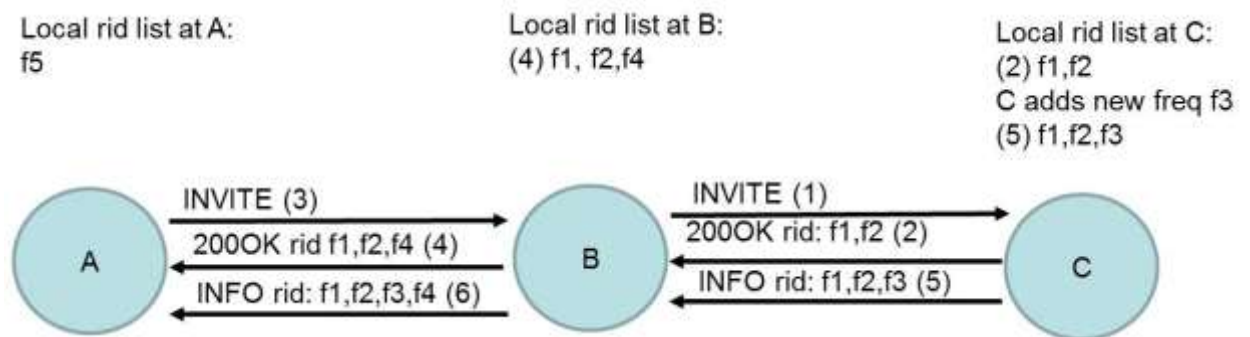 Local rid list at A:
f5
Local rid list at B:
(4) f1, f2,f4
Local rid list at C:
(2) f1,f2
C adds new freq f3
(5) f1,f2,f3
INVITE (3)
200OK rid f1,f2,f4 (4)
INFO rid: f1,f2,f3,f4 (6)
INVITE (1)
200OK rid: f1,f2 (2)
INFO rid: f1,f2,f3 (5)
A
B
C